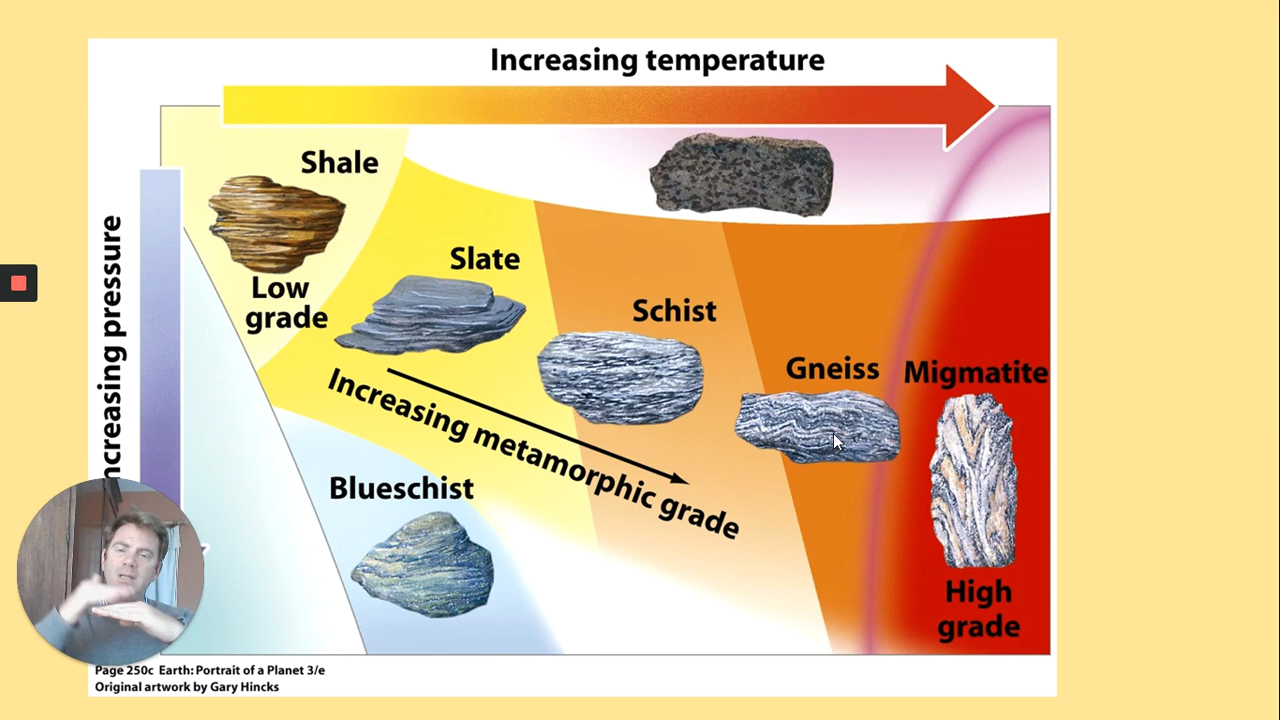 Increasing temperature
Increasing pressure
Shale
Low
grade
Slate
Schist
Gneiss
Migmatite
Increasing metamorphic grade
Blueschist
High
grade
Page 250c Earth: Portrait of a Planet 3/e
Original artwork by Gary Hincks